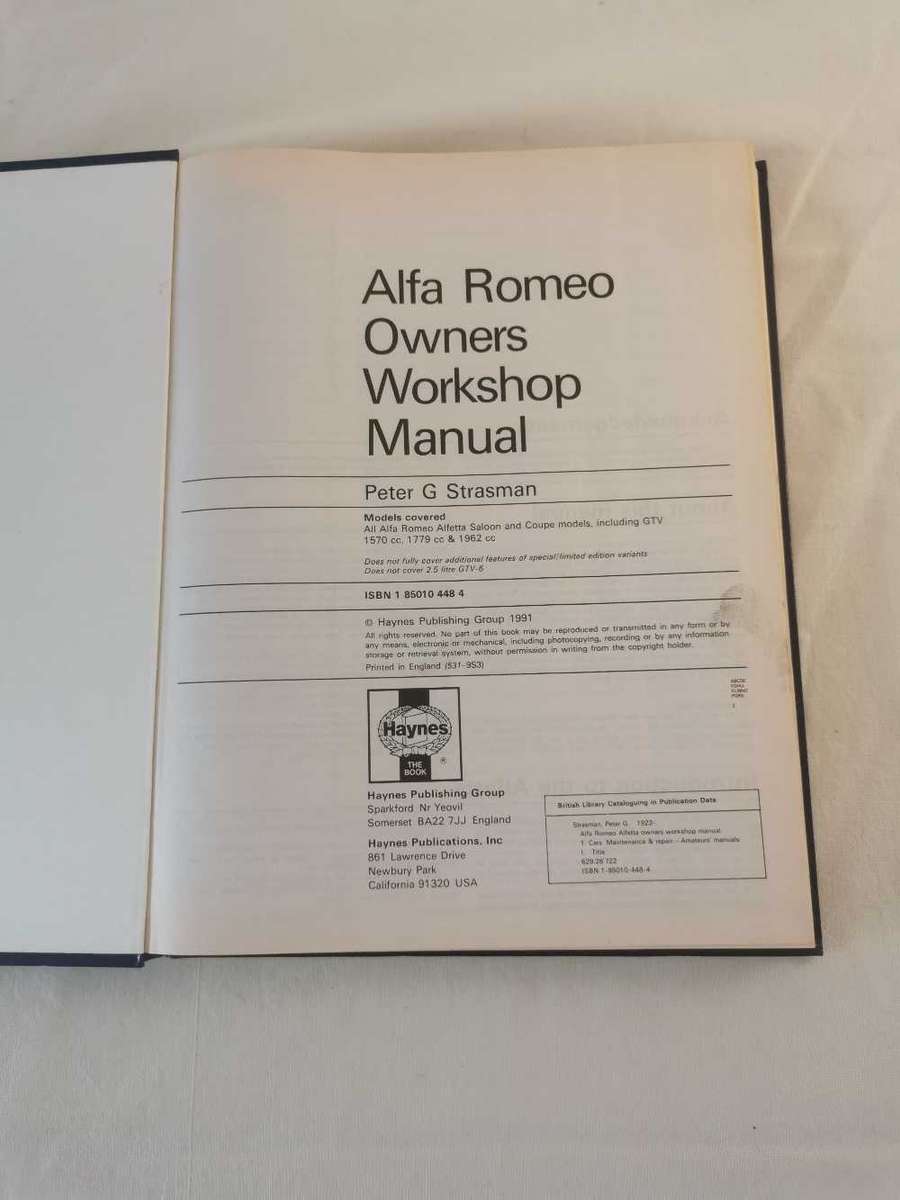 Alfa Romeo
Owners
Workshop
Manual
Peter G Strasman
Models covered
All Alfa Romeo Alfetta Saloon and Coupe models, including GTV
1570 cc, 1779 cc & 1962 cc
Does not fully cover additional features of special/limited edition variants
Does not cover 2.5 litre GTV-6
ISBN 1 85010 448 4
© Haynes Publishing Group 1991
All rights reserved. No part of this book may be reproduced or transmitted in any form or by
any means, electronic or mechanical, including photocopying, recording or by any information
storage or retrieval system, without permission in writing from the copyright holder.
Printed in England (531-9S3)
ABCDE
2
Haynes
®
THE
BOOK
Haynes Publishing Group
Sparkford Nr Yeovil
Somerset BA22 7JJ England
Haynes Publications, Inc
861 Lawrence Drive
Newbury Park
California 91320 USA
British Library Cataloguing in Publication Data
Strasman, Peter G. 1923-
Alfa Romeo Alfetta owners workshop manual.
1. Cars. Maintenance & repair - Amateurs' manuals
I. Title
629.28'722
ISBN 1-85010-448-4